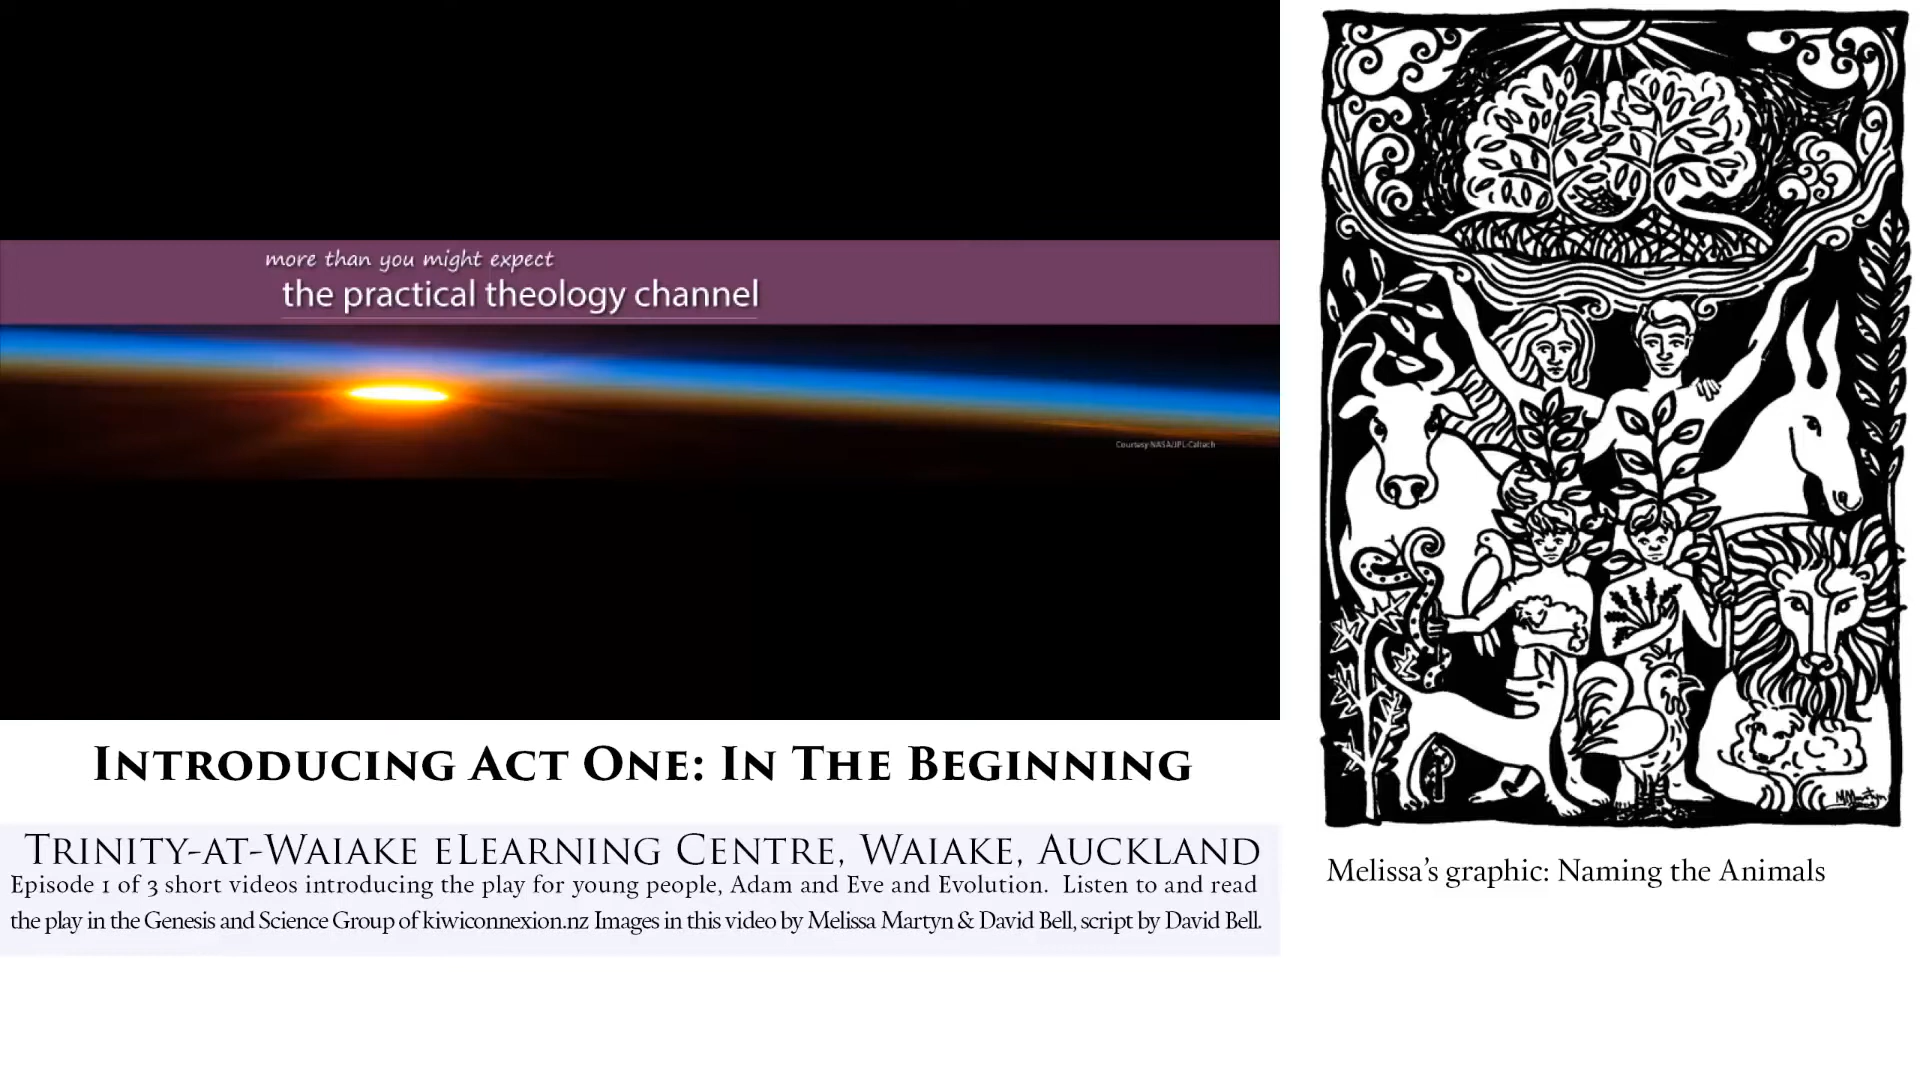 more than you might expect
the practical theology channel
Courtesy NASA/JPL-Caltech
Introducing Act One: In The Beginning
Trinity-at-Waiake eLearning Centre, Waiake, Auckland
Episode 1 of 3 short videos introducing the play for young people, Adam and Eve and Evolution. Listen to and read
the play in the Genesis and Science Group of kiwiconnexion.nz Images in this video by Melissa Martyn & David Bell, script by David Bell.
MMartyn
Melissa's graphic: Naming the Animals